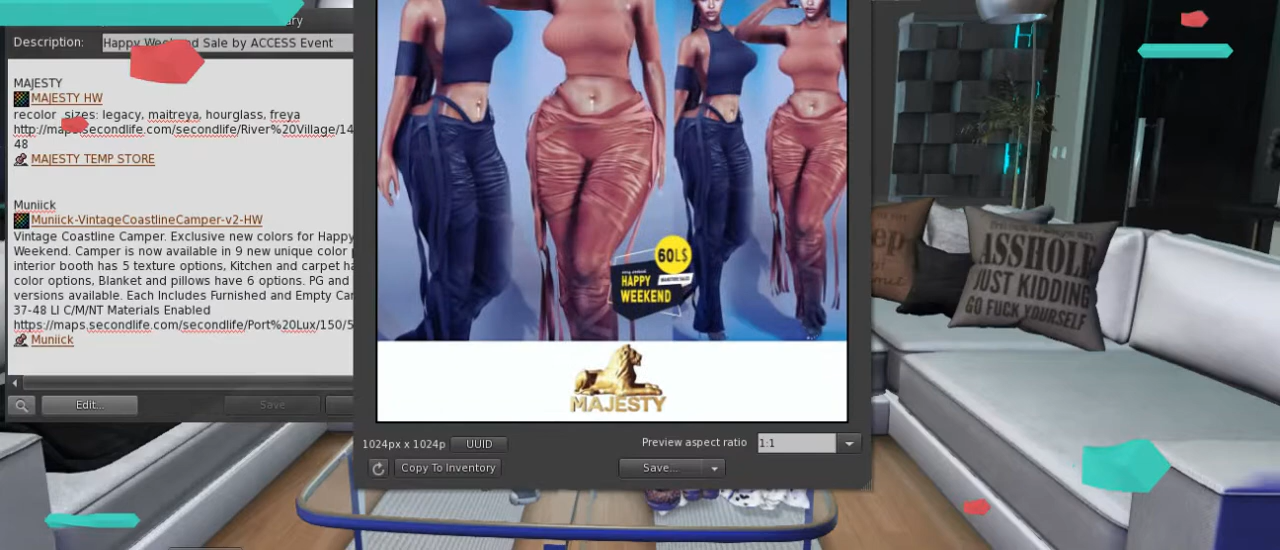 ary
Description: Happy Weekend Sale by ACCESS Event
MAJESTY
MAJESTY HW
recolor sizes: legacy, maitreya, hourglass, freya
http://maps.secondlife.com/secondlife/River%20Village/14
48
MAJESTY TEMP STORE
Muniick
Muniick-VintageCoastlineCamper-v2-HW
Vintage Coastline Camper. Exclusive new colors for Happy
Weekend. Camper is now available in 9 new unique color
interior booth has 5 texture options, Kitchen and carpet ha
color options, Blanket and pillows have 6 options. PG and
versions available. Each Includes Furnished and Empty Car
37-48 LI C/M/NT Materials Enabled
https://maps.secondlife.com/secondlife/Port%20Lux/150/5
Muniick
Edit...
Save
60L$
HAPPY
WEEKEND
MAJESTY
1024px x 1024p
UUID
Preview aspect ratio
1:1
Copy To Inventory
Save...
ASSHOLE
JUST KIDDING
GO FUCK YOURSELF